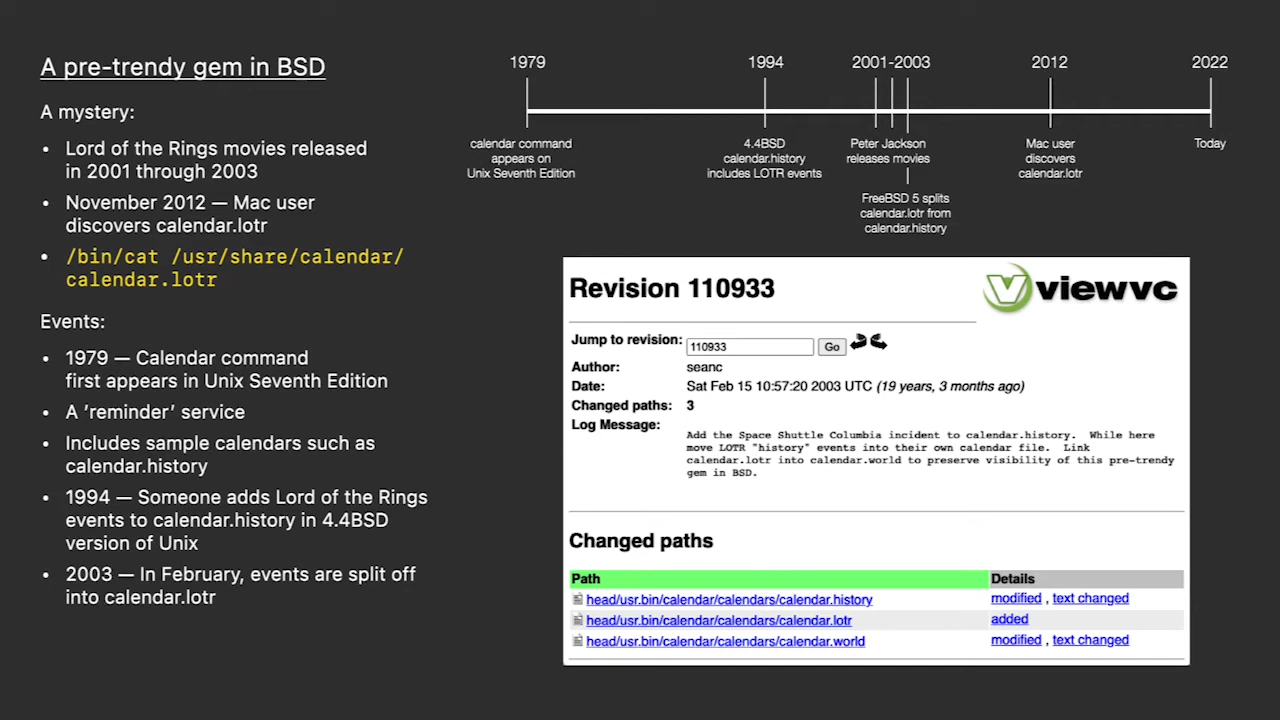 A pre-trendy gem in BSD
A mystery:
• Lord of the Rings movies released
in 2001 through 2003
• November 2012 — Mac user
discovers calendar.lotr
• /bin/cat /usr/share/calendar/
calendar.lotr
Events:
• 1979 — Calendar command
first appears in Unix Seventh Edition
• A ‘reminder’ service
• Includes sample calendars such as
calendar.history
• 1994 — Someone adds Lord of the Rings
events to calendar.history in 4.4BSD
version of Unix
• 2003 — In February, events are split off
into calendar.lotr
1979
1994
2001-2003
2012
2022
calendar command
appears on
Unix Seventh Edition
4.4BSD
calendar.history
includes LOTR events
Peter Jackson
releases movies
FreeBSD 5 splits
calendar.lotr from
calendar.history
Mac user
discovers
calendar.lotr
Today
Revision 110933
viewvc
Jump to revision: 110933 Go
Author: seanc
Date: Sat Feb 15 10:57:20 2003 UTC (19 years, 3 months ago)
Changed paths: 3
Log Message:
Add the Space Shuttle Columbia incident to calendar.history. While here
move LOTR "history" events into their own calendar file. Link
calendar.lotr into calendar.world to preserve visibility of this pre-trendy
gem in BSD.
Changed paths
Path Details
head/usr.bin/calendar/calendars/calendar.history modified , text changed
head/usr.bin/calendar/calendars/calendar.lotr added
head/usr.bin/calendar/calendars/calendar.world modified , text changed